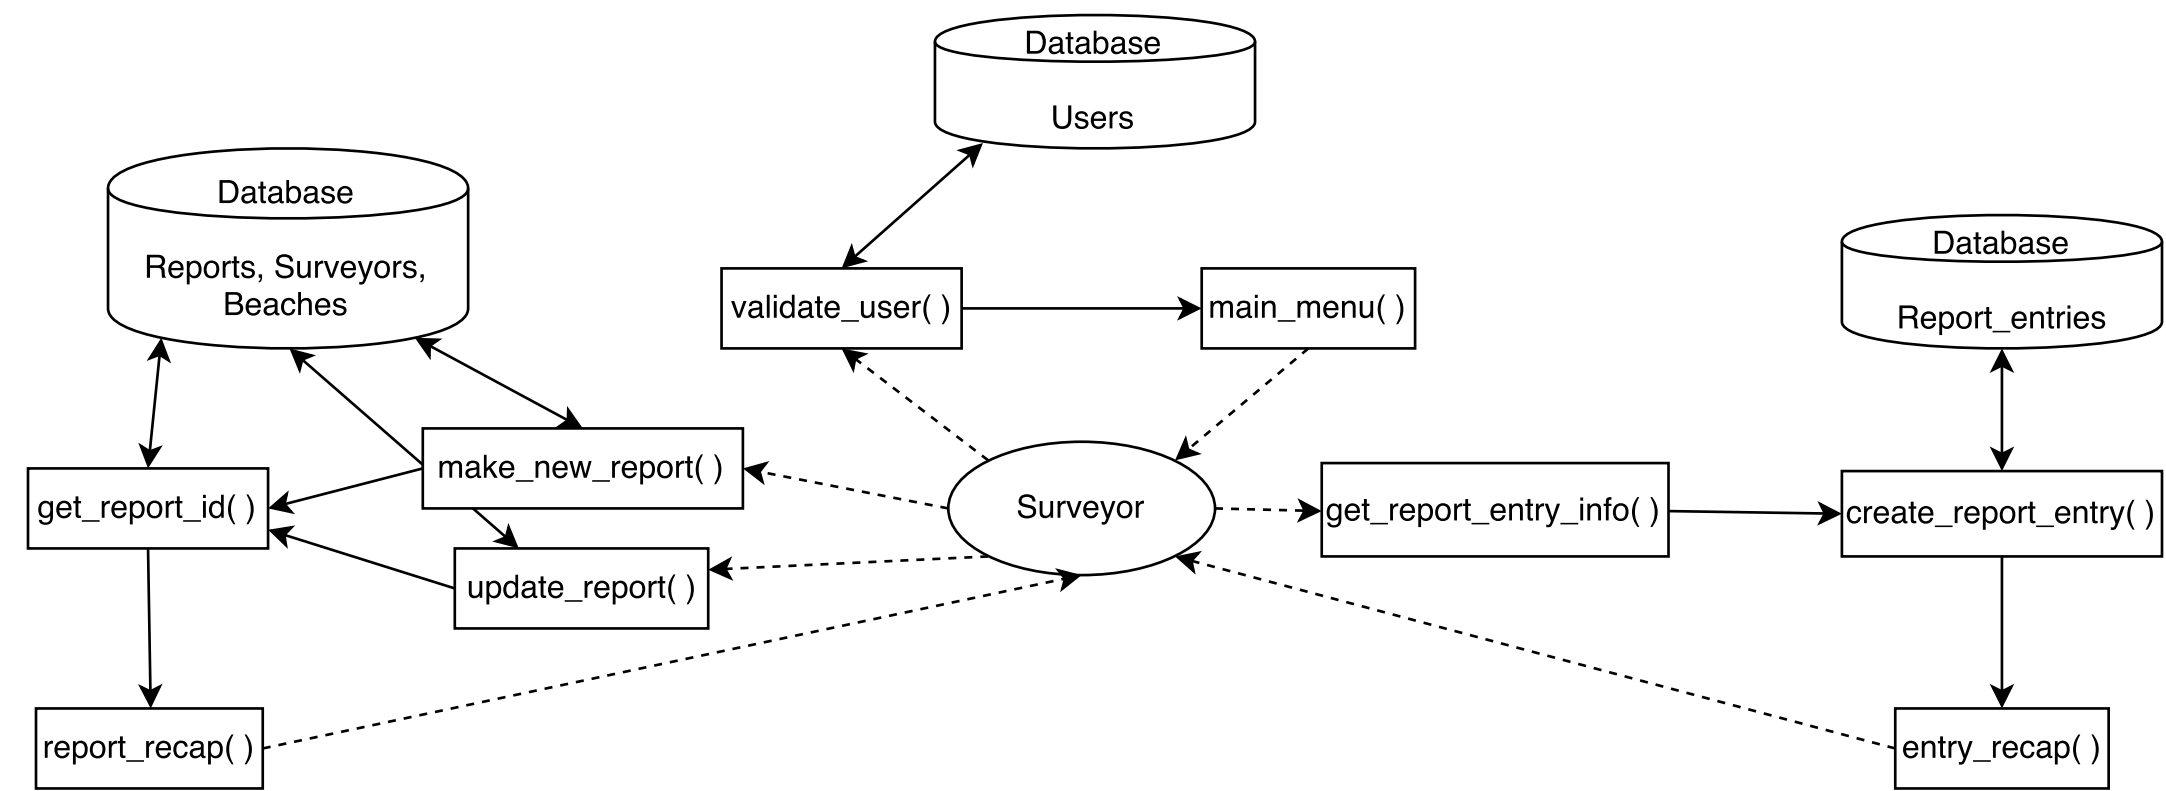 Database
Users
Database
Reports, Surveyors,
Beaches
Database
Report_entries
validate_user( )
main_menu( )
make_new_report( )
get_report_id( )
Surveyor
get_report_entry_info( )
create_report_entry( )
update_report( )
report_recap( )
entry_recap( )